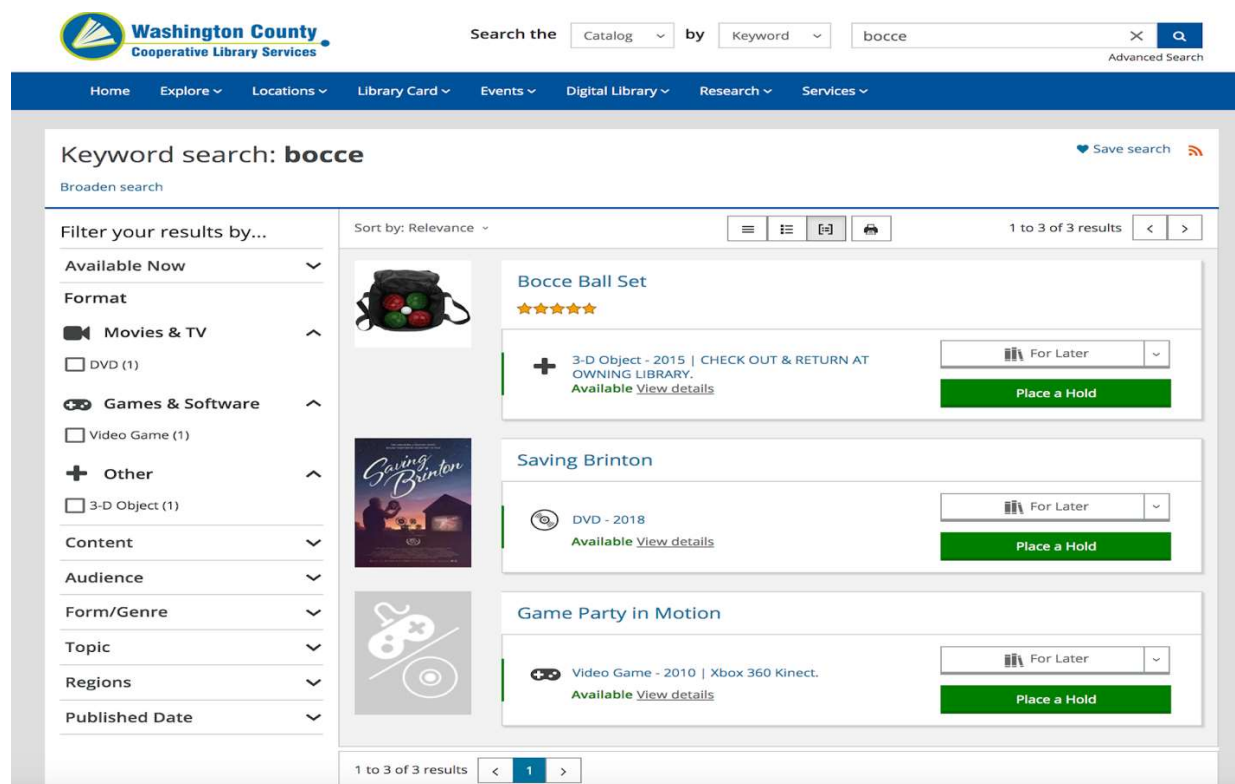 Washington County
Cooperative Library Services
Search the Catalog by Keyword bocce
Advanced Search
Home Explore Locations Library Card Events Digital Library Research Services
Keyword search: bocce
Save search
Broaden search
Filter your results by...
Available Now
Format
Movies & TV
DVD (1)
Games & Software
Video Game (1)
Other
3-D Object (1)
Content
Audience
Form/Genre
Topic
Regions
Published Date
Sort by: Relevance
1 to 3 of 3 results
Bocce Ball Set
3-D Object - 2015 | CHECK OUT & RETURN AT
OWNING LIBRARY.
Available View details
For Later
Place a Hold
Saving
Brinton
Saving Brinton
DVD - 2018
Available View details
For Later
Place a Hold
Game Party in Motion
Video Game - 2010 | Xbox 360 Kinect.
Available View details
For Later
Place a Hold
1 to 3 of 3 results 1